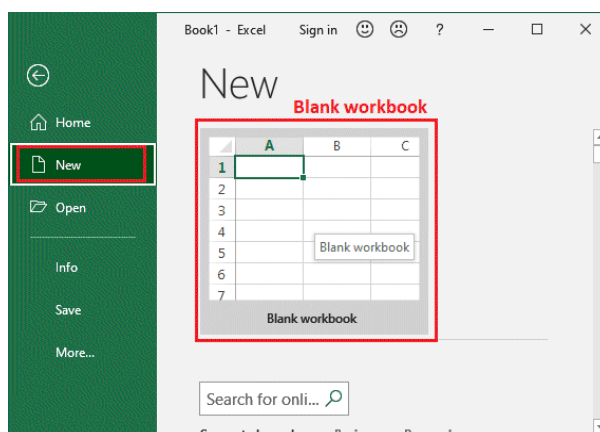 Book1 - Excel
Sign in
?
New
Blank workbook
Home
New
Open
Info
Save
More...
A B C
1
2
3
4
5
6
7
Blank workbook
Blank workbook
Search for onli...